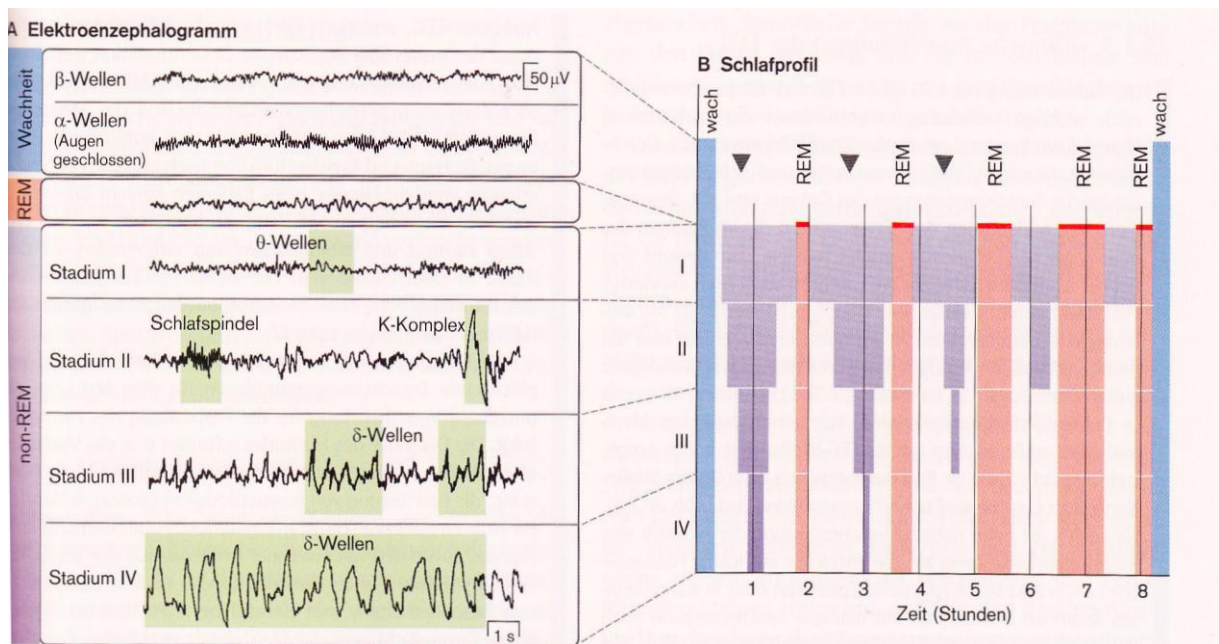 A Elektroenzephalogramm
Wachheit
β-Wellen
50 µV
α-Wellen
(Augen
geschlossen)
REM
non-REM
θ-Wellen
Stadium I
Schlafspindel
K-Komplex
Stadium II
δ-Wellen
Stadium III
δ-Wellen
Stadium IV
1 s
B Schlafprofil
wach
REM
REM
REM
REM
REM
wach
I
II
III
IV
1 2 3 4 5 6 7 8
Zeit (Stunden)